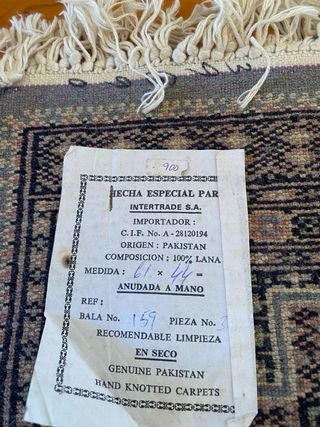 900
HECHA ESPECIAL PAR
INTERTRADE S.A.
IMPORTADOR :
C.I.F. No. A - 28120194
ORIGEN : PAKISTAN
COMPOSICION : 100% LANA
MEDIDA : 61 x 44 =
ANUDADA A MANO
REF :
BALA No. 159 PIEZA No. 3
RECOMENDABLE LIMPIEZA
EN SECO
GENUINE PAKISTAN
HAND KNOTTED CARPETS